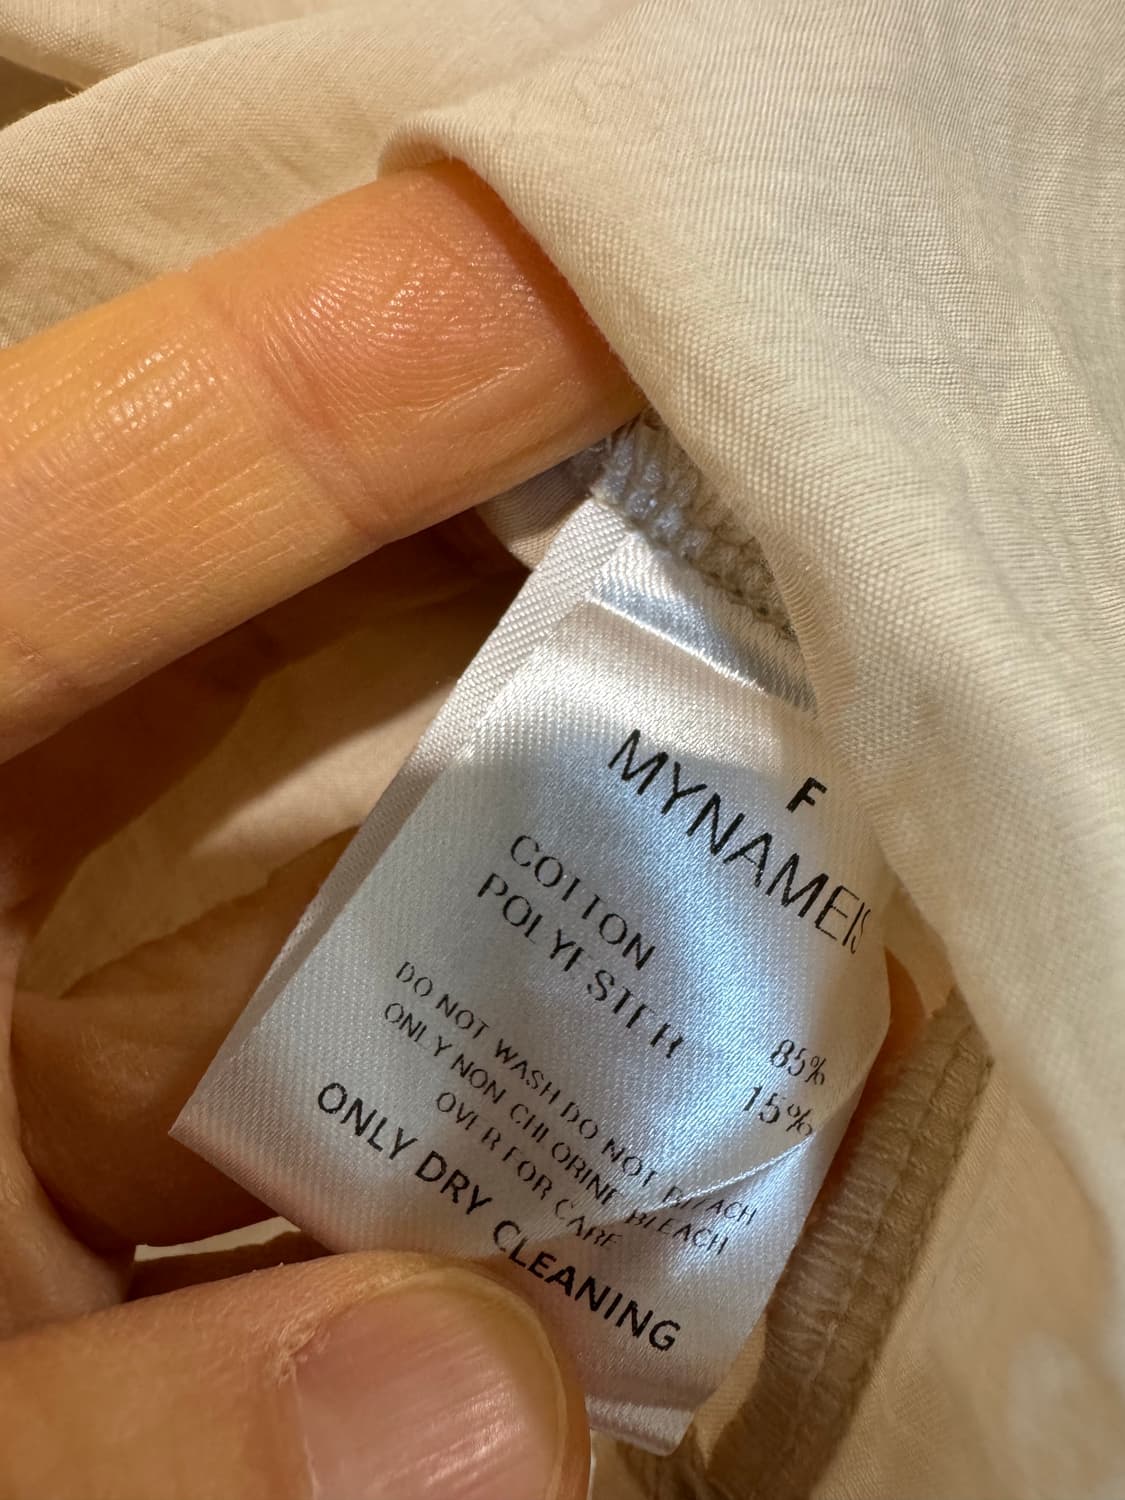 F
MYNAMEIS
COTTON 85%
POLYESTER 15%
DO NOT WASH DO NOT BLEACH
ONLY NON CHLORINE BLEACH
OVER FOR CARE
ONLY DRY CLEANING